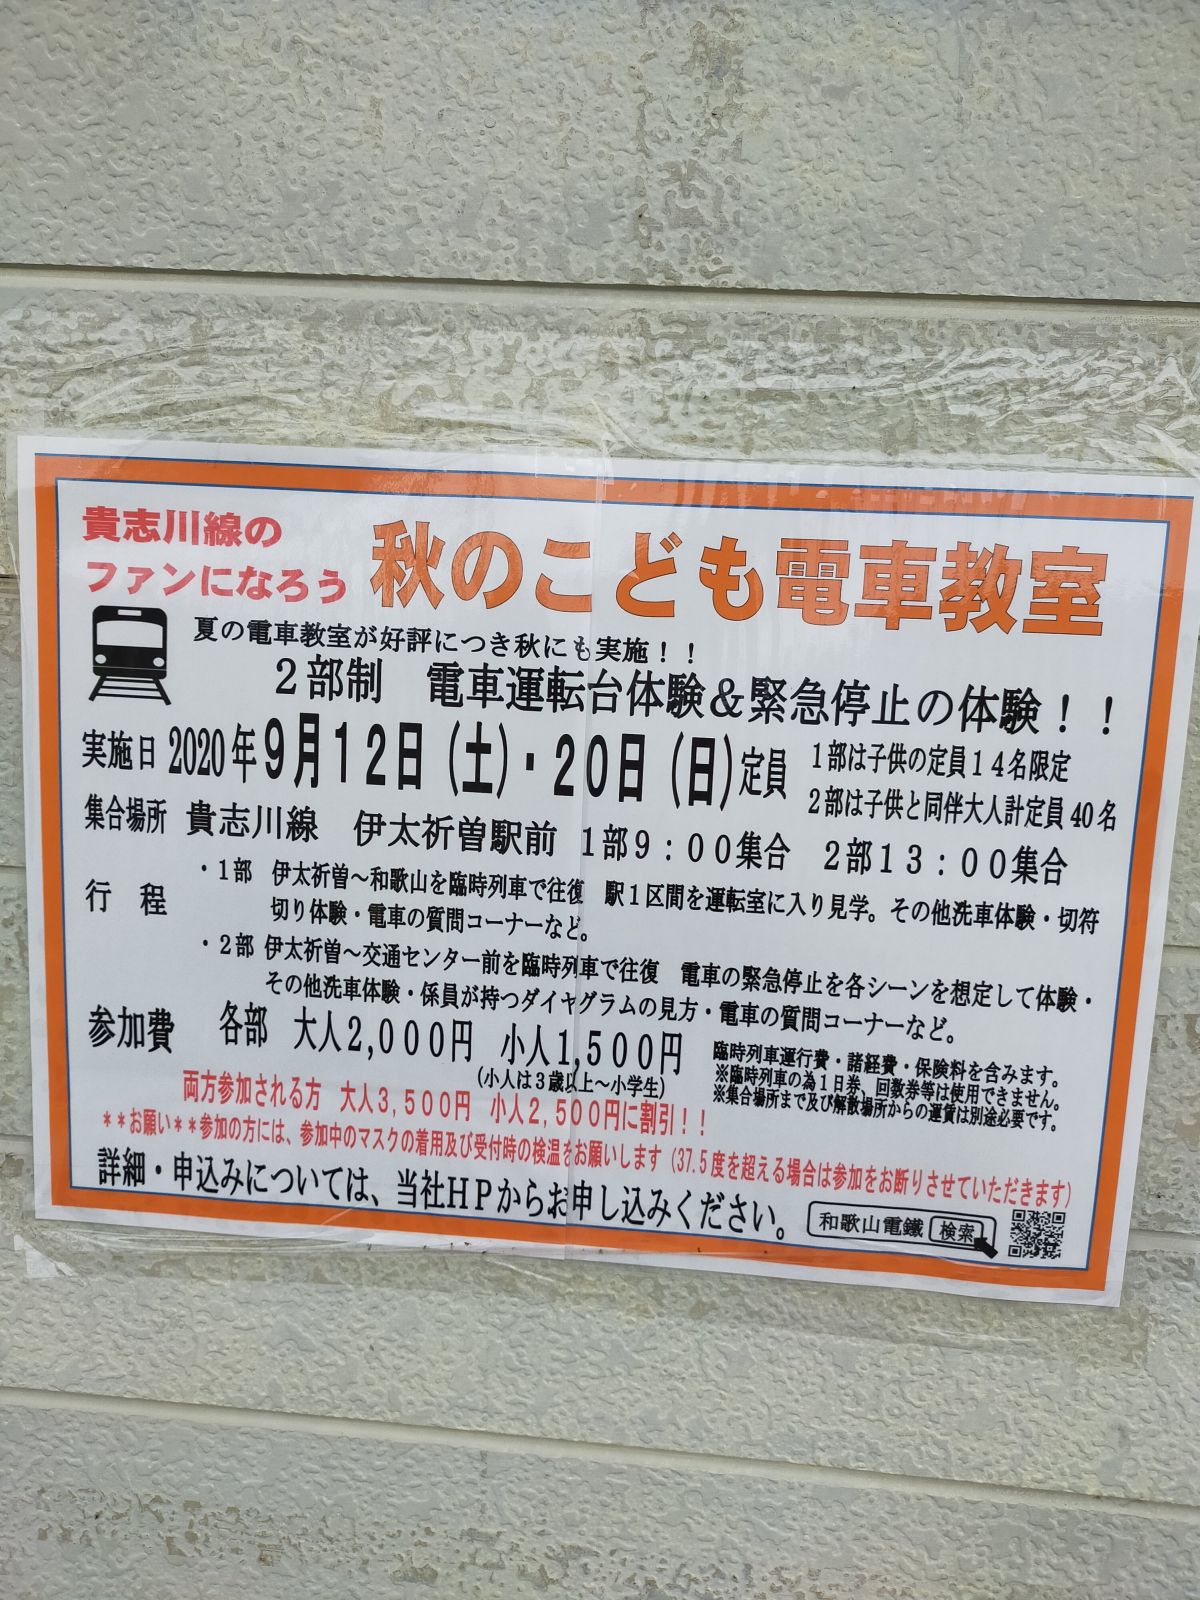 貴志川線の
ファンになろう
秋のこども電車教室
夏の電車教室が好評につき秋にも実施！！
２部制　電車運転台体験＆緊急停止の体験！！
実施日 2020年９月１２日（土）・２０日（日）定員 １部は子供の定員１４名限定
２部は子供と同伴大人計定員40名
集合場所 貴志川線　伊太祈曽駅前 １部９：００集合　２部１３：００集合
行　程 ・１部　伊太祈曽～和歌山を臨時列車で往復　駅１区間を運転室に入り見学。その他洗車体験・切符
切り体験・電車の質問コーナーなど。
・２部 伊太祈曽～交通センター前を臨時列車で往復　電車の緊急停止を各シーンを想定して体験・
その他洗車体験・係員が持つダイヤグラムの見方・電車の質問コーナーなど。
参加費　各部　大人２,０００円　小人１,５００円
(小人は３歳以上～小学生)
臨時列車運行費・諸経費・保険料を含みます。
※臨時列車の為１日券、回数券等は使用できません。
※集合場所まで及び解散場所からの運賃は別途必要です。
両方参加される方　大人３,５００円　小人２,５００円に割引！！
＊＊お願い＊＊参加の方には、参加中のマスクの着用及び受付時の検温をお願いします（37.5度を超える場合は参加をお断りさせていただきます）
詳細・申込みについては、当社ＨＰからお申し込みください。
和歌山電鐵 検索